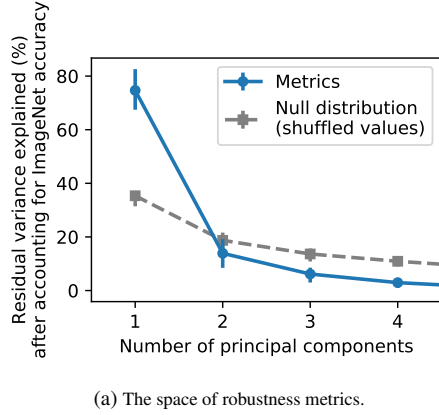 Residual variance explained (%)
after accounting for ImageNet accuracy
80
60
40
20
0
Metrics
Null distribution
(shuffled values)
1 2 3 4
Number of principal components
(a) The space of robustness metrics.